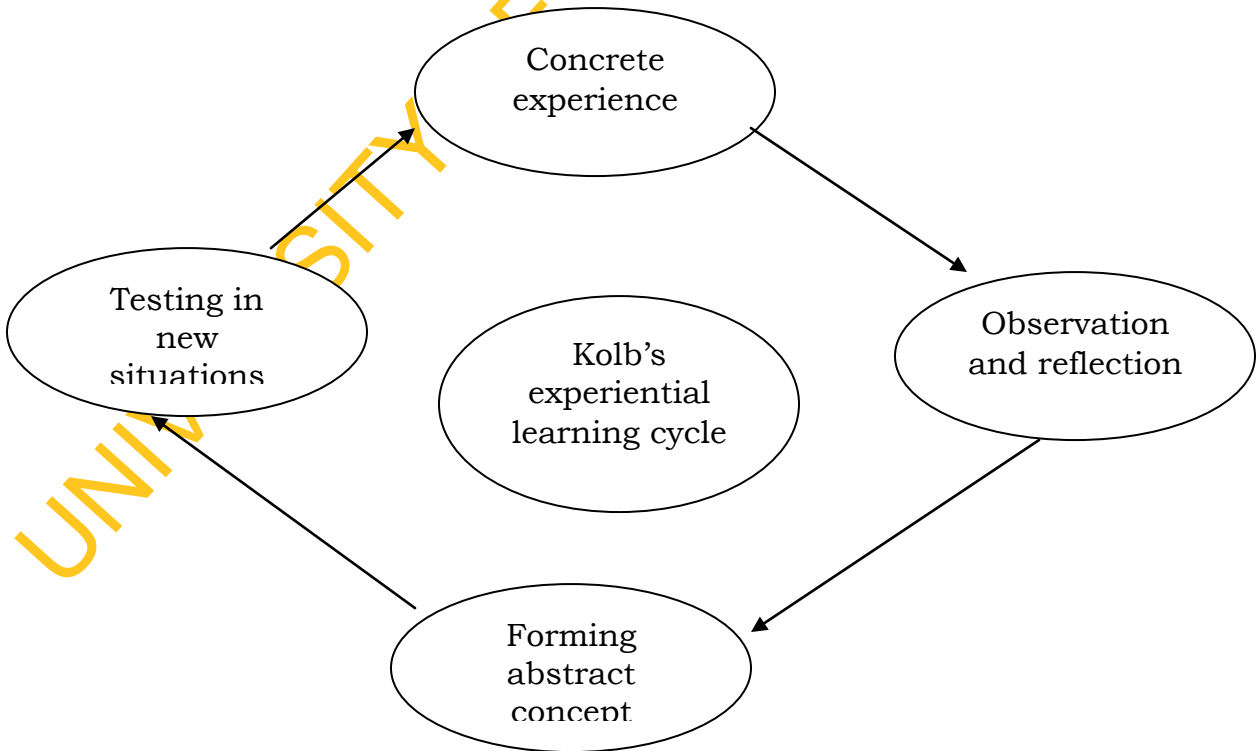 Concrete
experience
Testing in
new
situations
Observation
and reflection
Kolb’s
experiential
learning cycle
Forming
abstract
concept